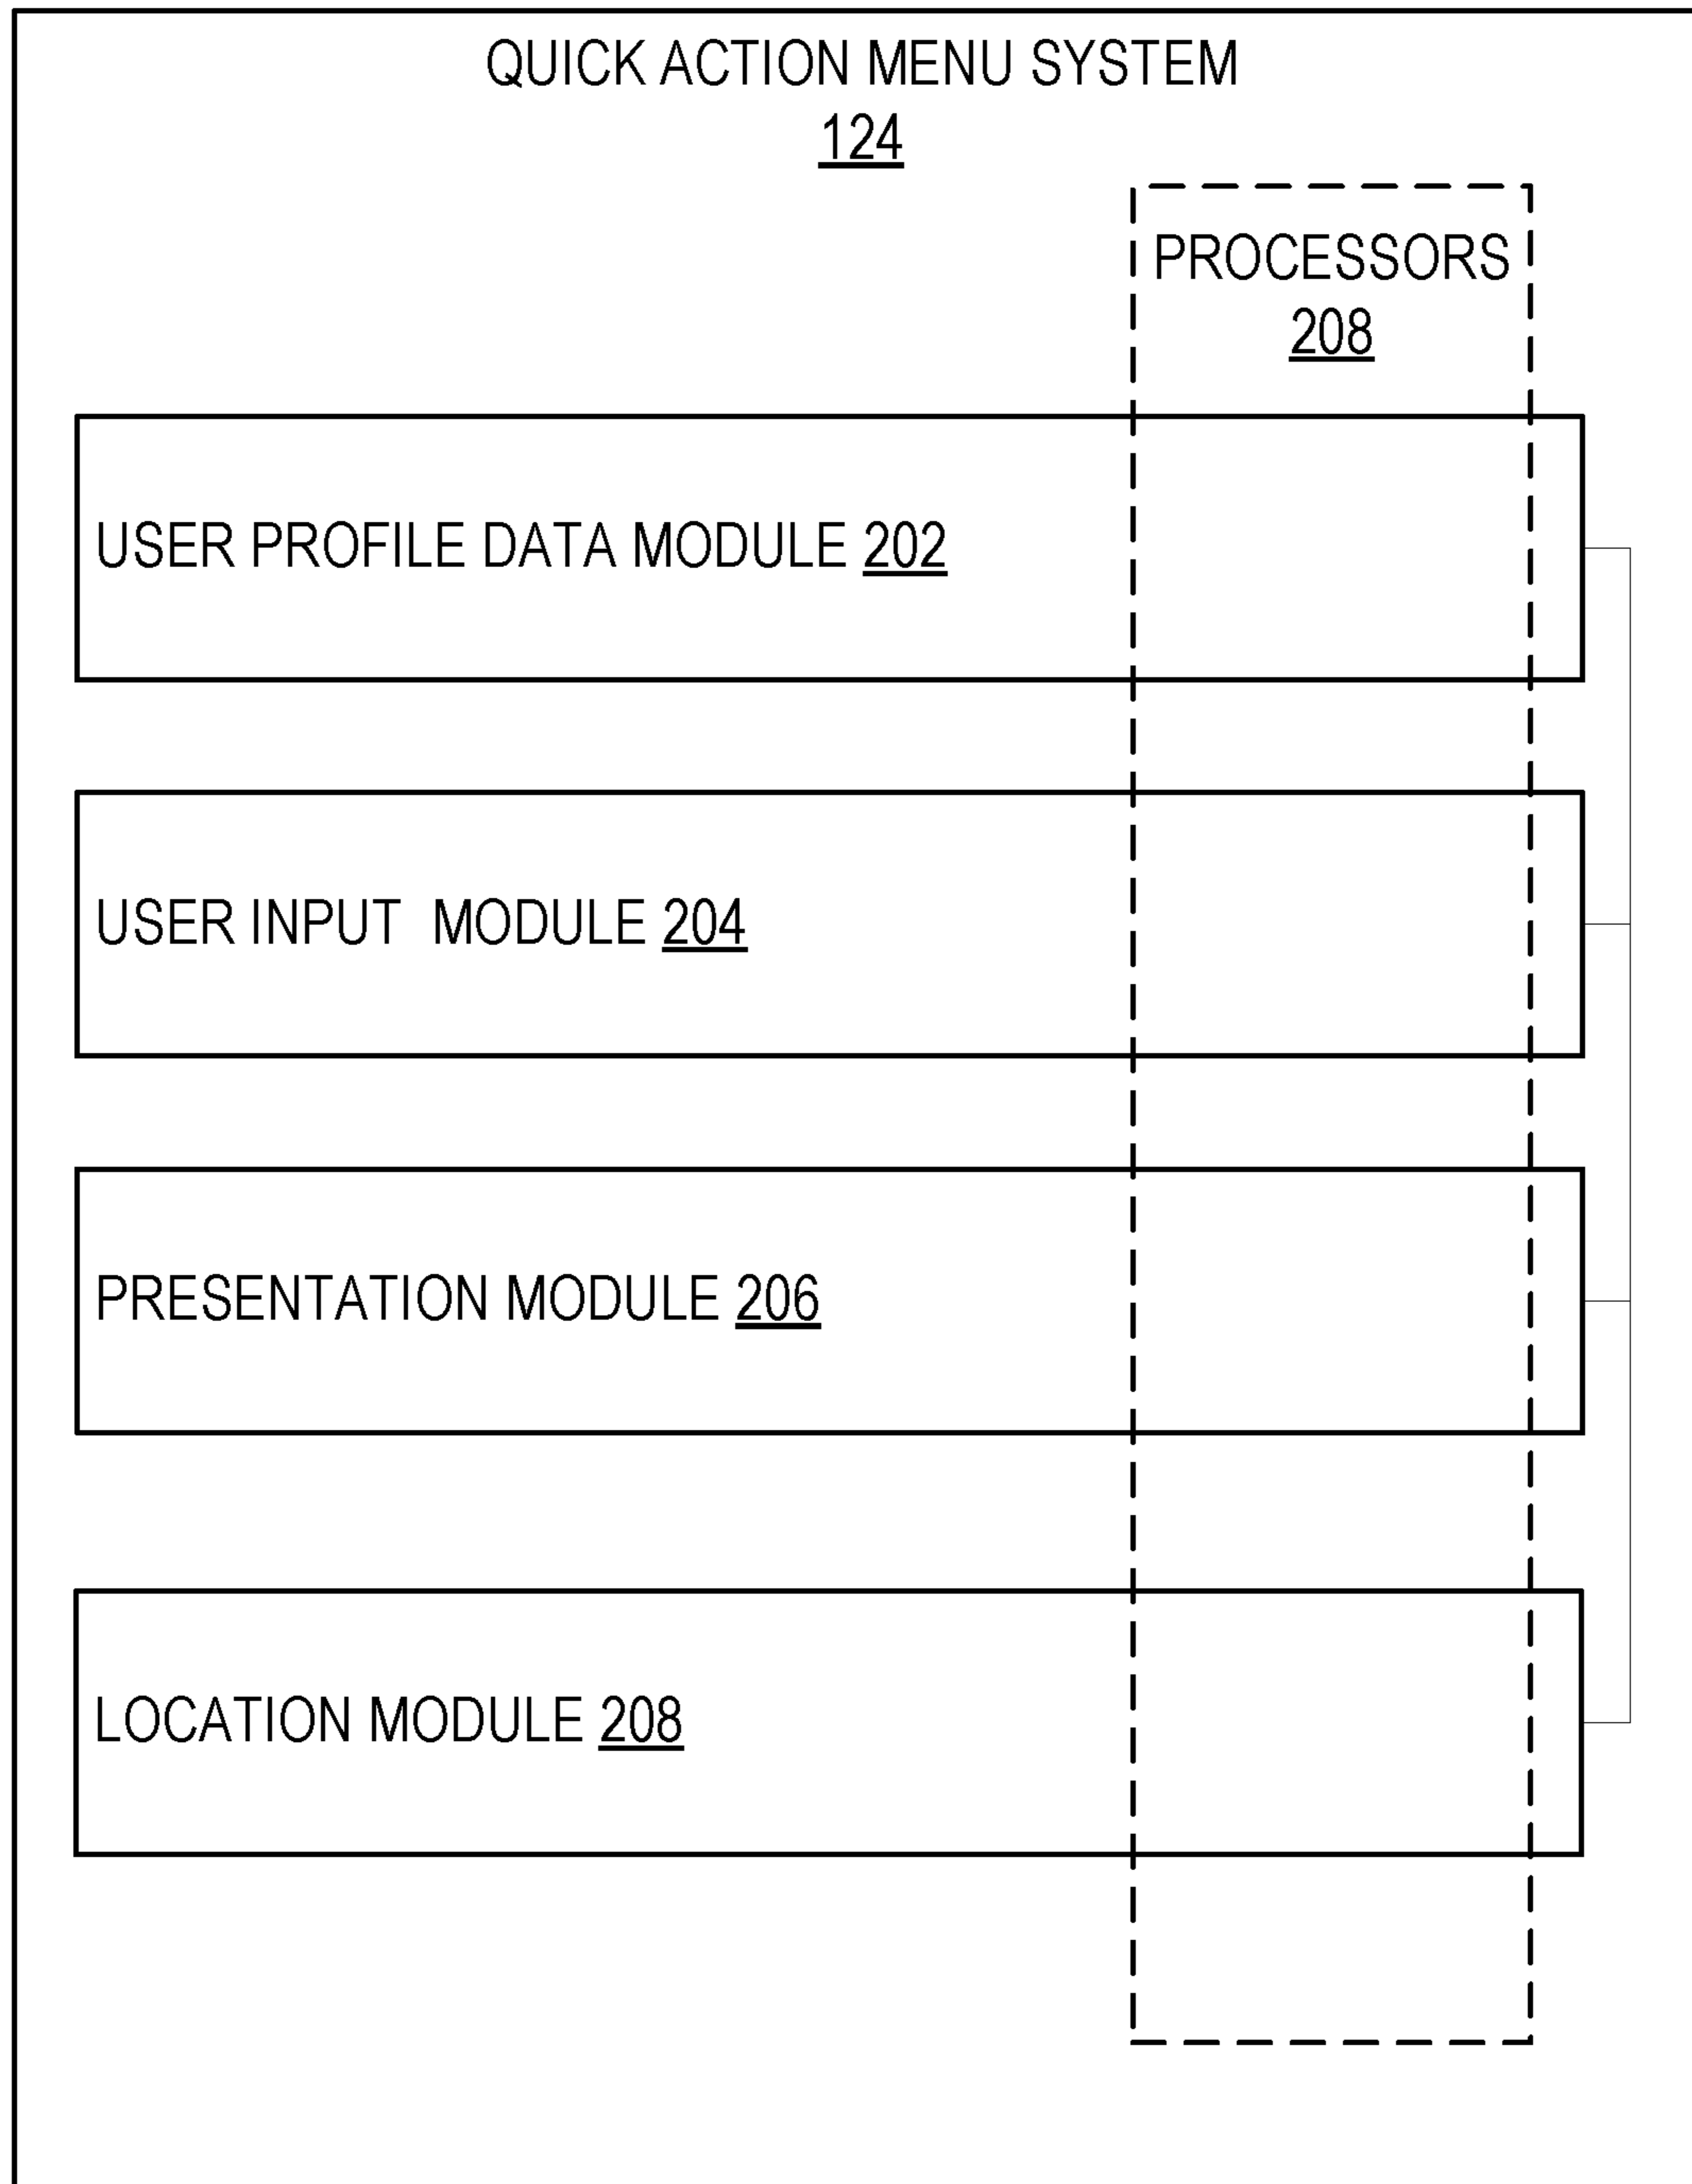 QUICK ACTION MENU SYSTEM
124
PROCESSORS
208
USER PROFILE DATA MODULE 202
USER INPUT MODULE 204
PRESENTATION MODULE 206
LOCATION MODULE 208